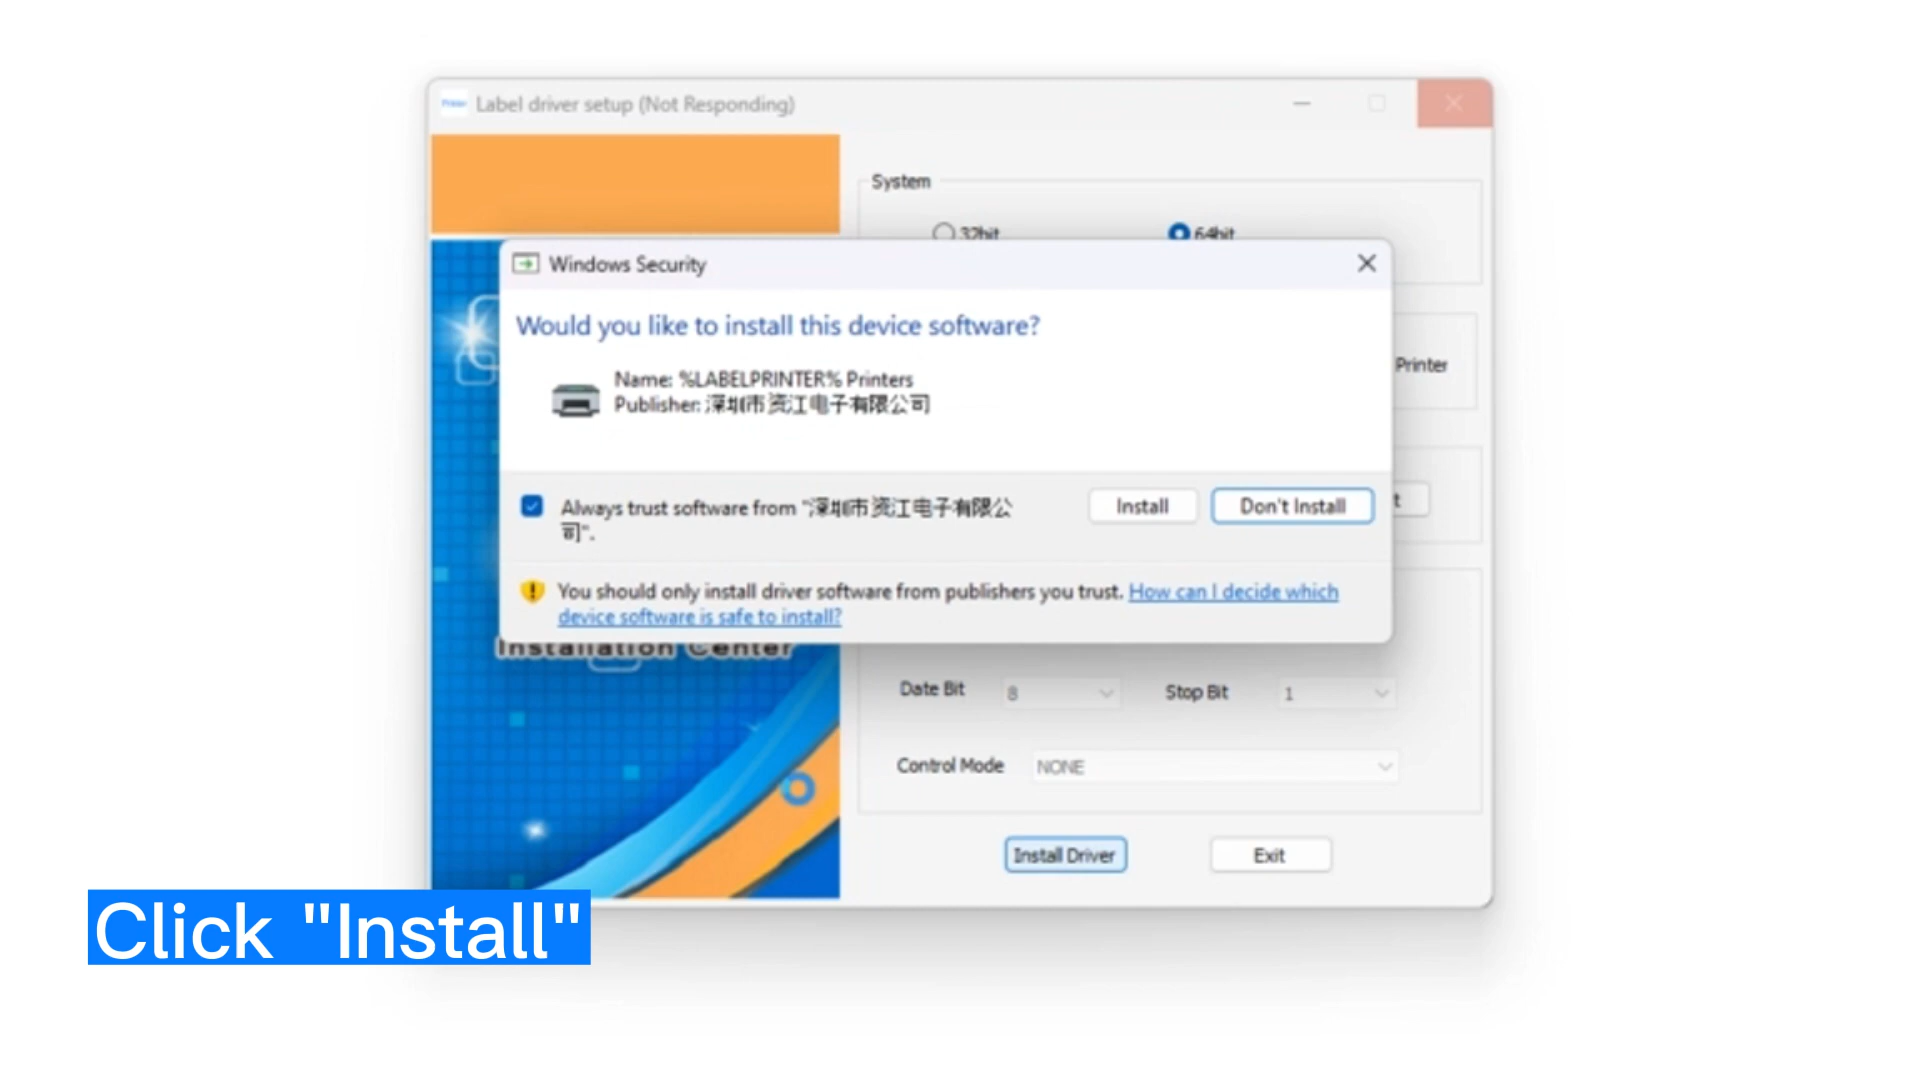 Label driver setup (Not Responding)
System
32bit
64bit
Windows Security
Would you like to install this device software?
Name: %LABELPRINTER% Printers
Publisher: 深圳市资江电子有限公司
Printer
Always trust software from "深圳市资江电子有限公
司".
Install
Don't Install
t
You should only install driver software from publishers you trust. How can I decide which
device software is safe to install?
Installation Center
Date Bit
8
Stop Bit
1
Control Mode
NONE
Install Driver
Exit
Click "Install"